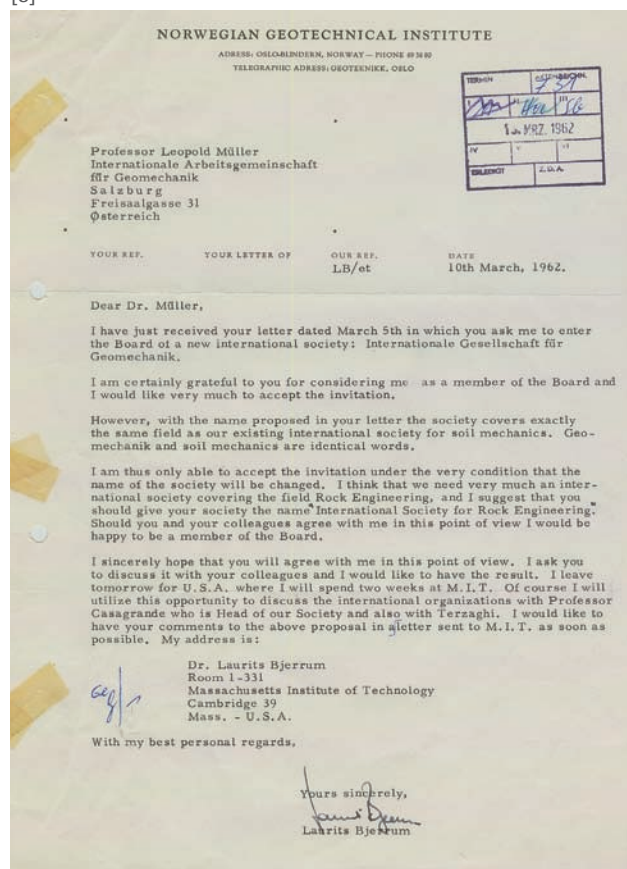 [8]
NORWEGIAN GEOTECHNICAL INSTITUTE
ADRESS: OSLO-BLINDERN, NORWAY — PHONE
TELEGRAPHIC ADRESS: GEOTEKNIKK, OSLO
TERMIN
1962
IV V VI
ERLEDIGT Z.D.A.
Professor Leopold Müller
Internationale Arbeitsgemeinschaft
für Geomechanik
Salzburg
Freisaalgasse 31
Østerreich
YOUR REF. YOUR LETTER OF OUR REF. DATE
LB/et 10th March, 1962.
Dear Dr. Müller,
I have just received your letter dated March 5th in which you ask me to enter
the Board of a new international society: Internationale Gesellschaft für
Geomechanik.
I am certainly grateful to you for considering me as a member of the Board and
I would like very much to accept the invitation.
However, with the name proposed in your letter the society covers exactly
the same field as our existing international society for soil mechanics. Geo-
mechanik and soil mechanics are identical words.
I am thus only able to accept the invitation under the very condition that the
name of the society will be changed. I think that we need very much an inter-
national society covering the field Rock Engineering, and I suggest that you
should give your society the name "International Society for Rock Engineering."
Should you and your colleagues agree with me in this point of view I would be
happy to be a member of the Board.
I sincerely hope that you will agree with me in this point of view. I ask you
to discuss it with your colleagues and I would like to have the result. I leave
tomorrow for U.S.A. where I will spend two weeks at M.I.T. Of course I will
utilize this opportunity to discuss the international organizations with Professor
Casagrande who is Head of our Society and also with Terzaghi. I would like to
have your comments to the above proposal in a letter sent to M.I.T. as soon as
possible. My address is:
Dr. Laurits Bjerrum
Room 1-331
Massachusetts Institute of Technology
Cambridge 39
Mass. - U.S.A.
With my best personal regards,
Yours sincerely,
Laurits Bjerrum